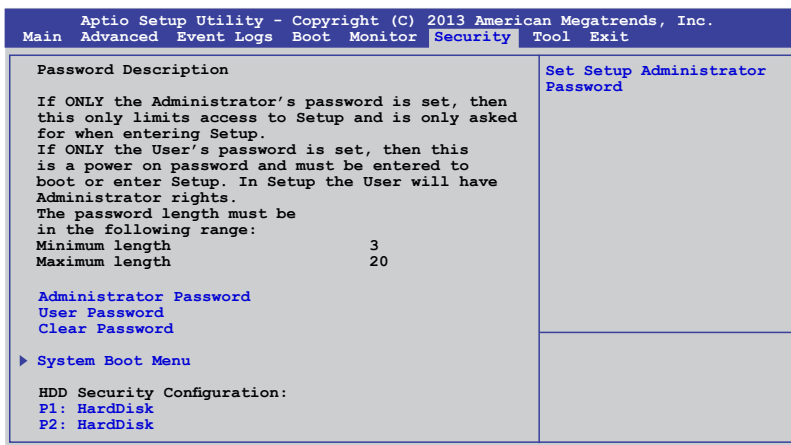 Aptio Setup Utility - Copyright (C) 2013 American Megatrends, Inc.
Main Advanced Event Logs Boot Monitor Security Tool Exit
Password Description
If ONLY the Administrator's password is set, then
this only limits access to Setup and is only asked
for when entering Setup.
If ONLY the User's password is set, then this
is a power on password and must be entered to
boot or enter Setup. In Setup the User will have
Administrator rights.
The password length must be
in the following range:
Minimum length 3
Maximum length 20
Administrator Password
User Password
Clear Password
System Boot Menu
HDD Security Configuration:
P1: HardDisk
P2: HardDisk
Set Setup Administrator
Password